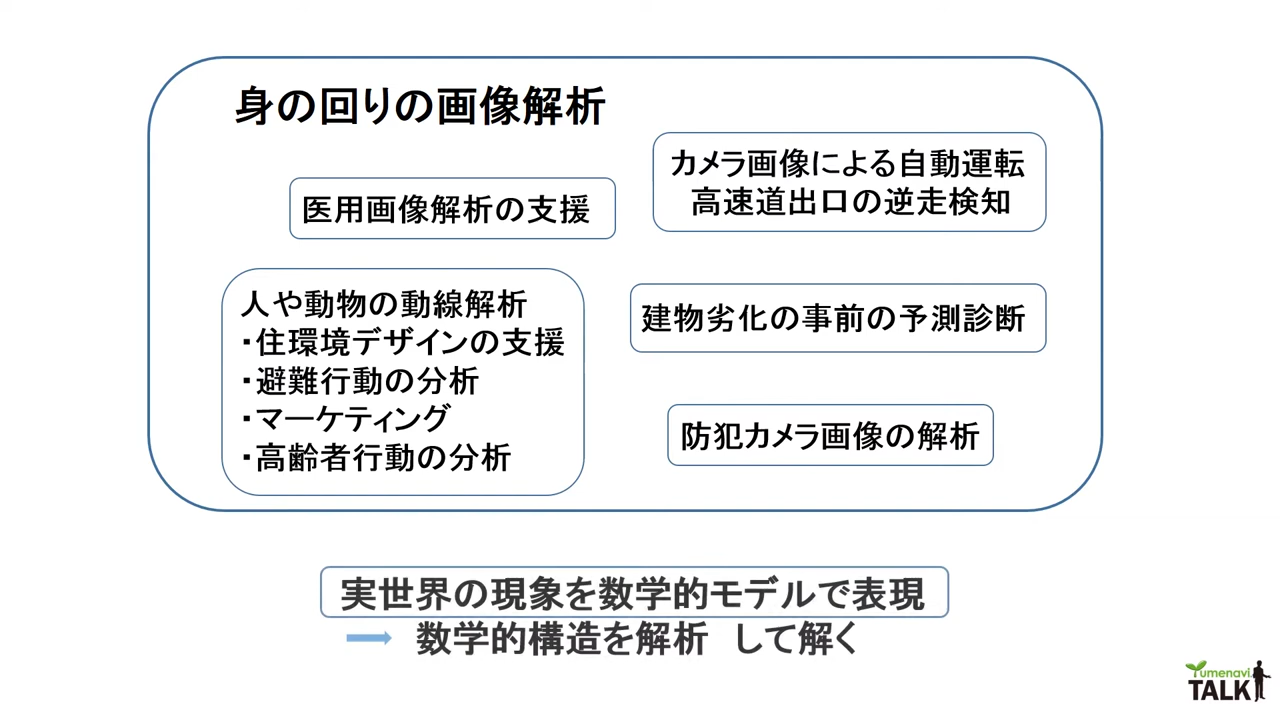 身の回りの画像解析
医用画像解析の支援
カメラ画像による自動運転
高速道出口の逆走検知
人や動物の動線解析
・住環境デザインの支援
・避難行動の分析
・マーケティング
・高齢者行動の分析
建物劣化の事前の予測診断
防犯カメラ画像の解析
実世界の現象を数学的モデルで表現
➡ 数学的構造を解析 して解く
Yumenavi
TALK